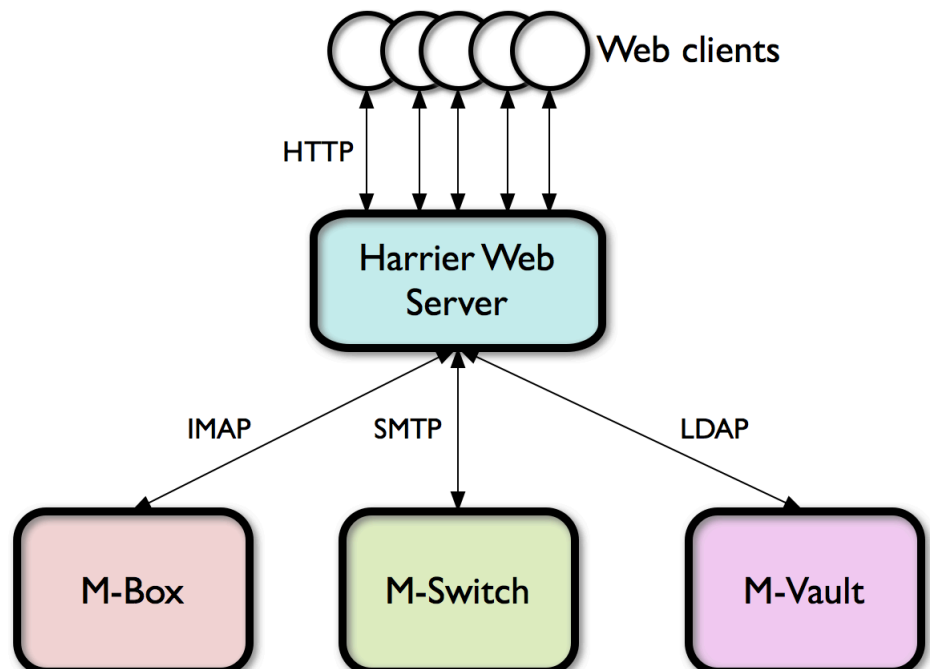 Web clients
HTTP
Harrier Web
Server
IMAP
SMTP
LDAP
M-Box
M-Switch
M-Vault